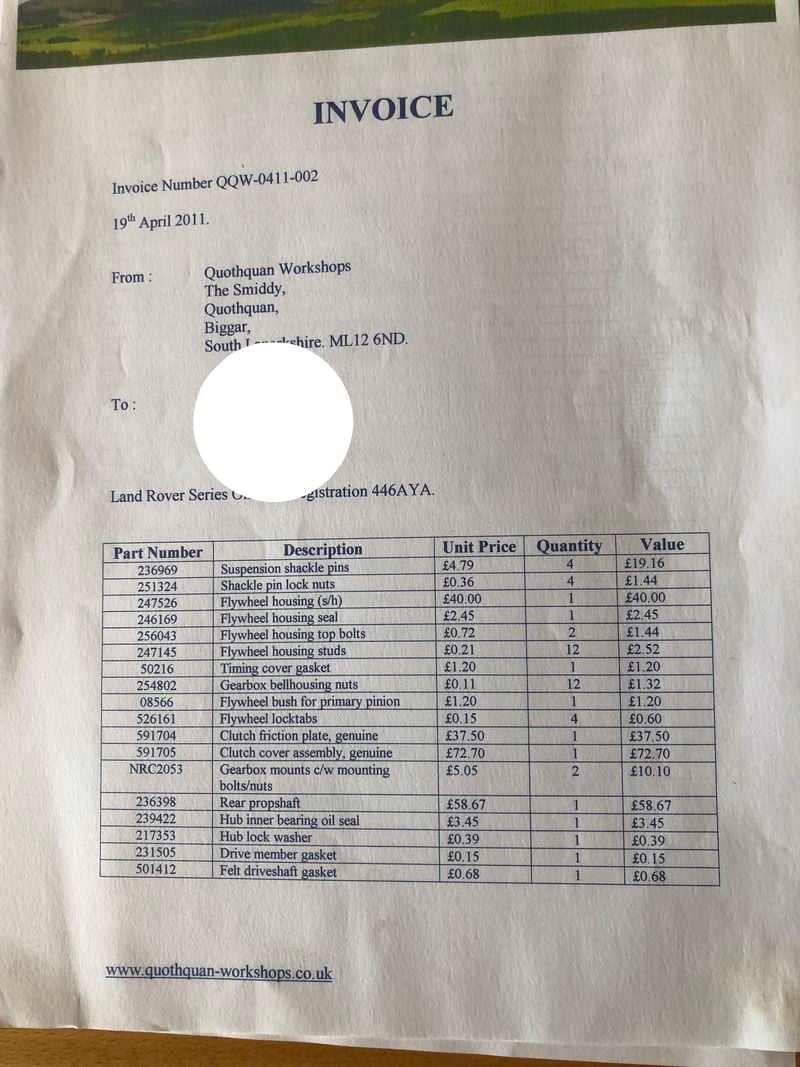 INVOICE
Invoice Number QQW-0411-002
19th April 2011.
From : Quothquan Workshops
The Smiddy,
Quothquan,
Biggar,
South ML12 6ND.
To :
Land Rover Series 446AYA.
Part Number Description Unit Price Quantity Value
236969 Suspension shackle pins £4.79 4 £19.16
251324 Shackle pin lock nuts £0.36 4 £1.44
247526 Flywheel housing (s/h) £40.00 1 £40.00
246169 Flywheel housing seal £2.45 1 £2.45
256043 Flywheel housing top bolts £0.72 2 £1.44
247145 Flywheel housing studs £0.21 12 £2.52
50216 Timing cover gasket £1.20 1 £1.20
254802 Gearbox bellhousing nuts £0.11 12 £1.32
08566 Flywheel bush for primary pinion £1.20 1 £1.20
526161 Flywheel locktabs £0.15 4 £0.60
591704 Clutch friction plate, genuine £37.50 1 £37.50
591705 Clutch cover assembly, genuine £72.70 1 £72.70
NRC2053 Gearbox mounts c/w mounting £5.05 2 £10.10
bolts/nuts
236398 Rear propshaft £58.67 1 £58.67
239422 Hub inner bearing oil seal £3.45 1 £3.45
217353 Hub lock washer £0.39 1 £0.39
231505 Drive member gasket £0.15 1 £0.15
501412 Felt driveshaft gasket £0.68 1 £0.68
www.quothquan-workshops.co.uk